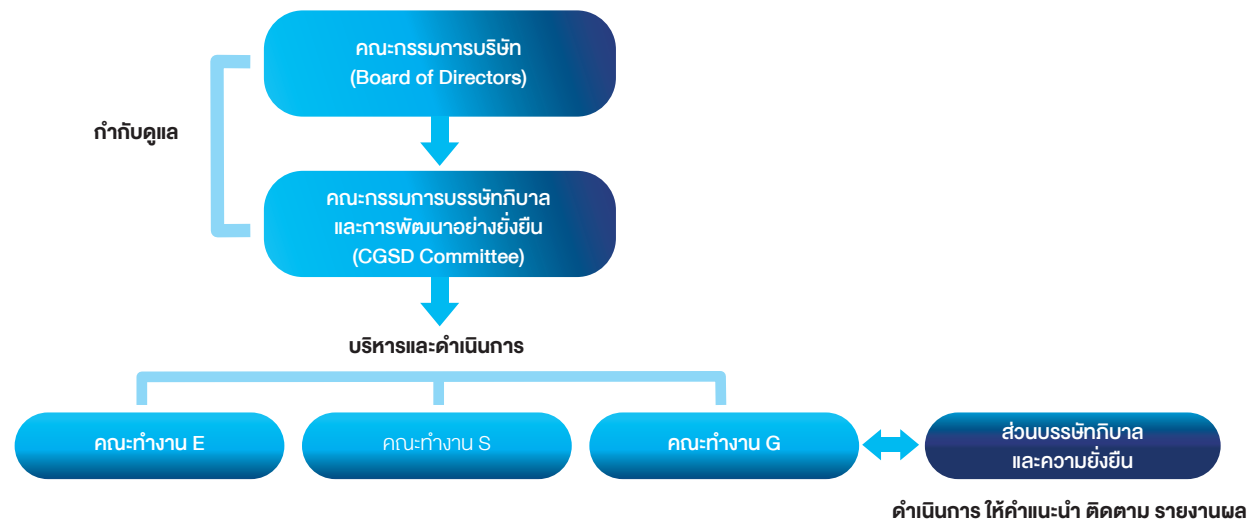 คณะกรรมการบริษัท
(Board of Directors)
กำกับดูแล
คณะกรรมการบรรษัทภิบาล
และการพัฒนาอย่างยั่งยืน
(CGSD Committee)
บริหารและดำเนินการ
คณะทำงาน E
คณะทำงาน S
คณะทำงาน G
ส่วนบรรษัทภิบาล
และความยั่งยืน
ดำเนินการ ให้คำแนะนำ ติดตาม รายงานผล